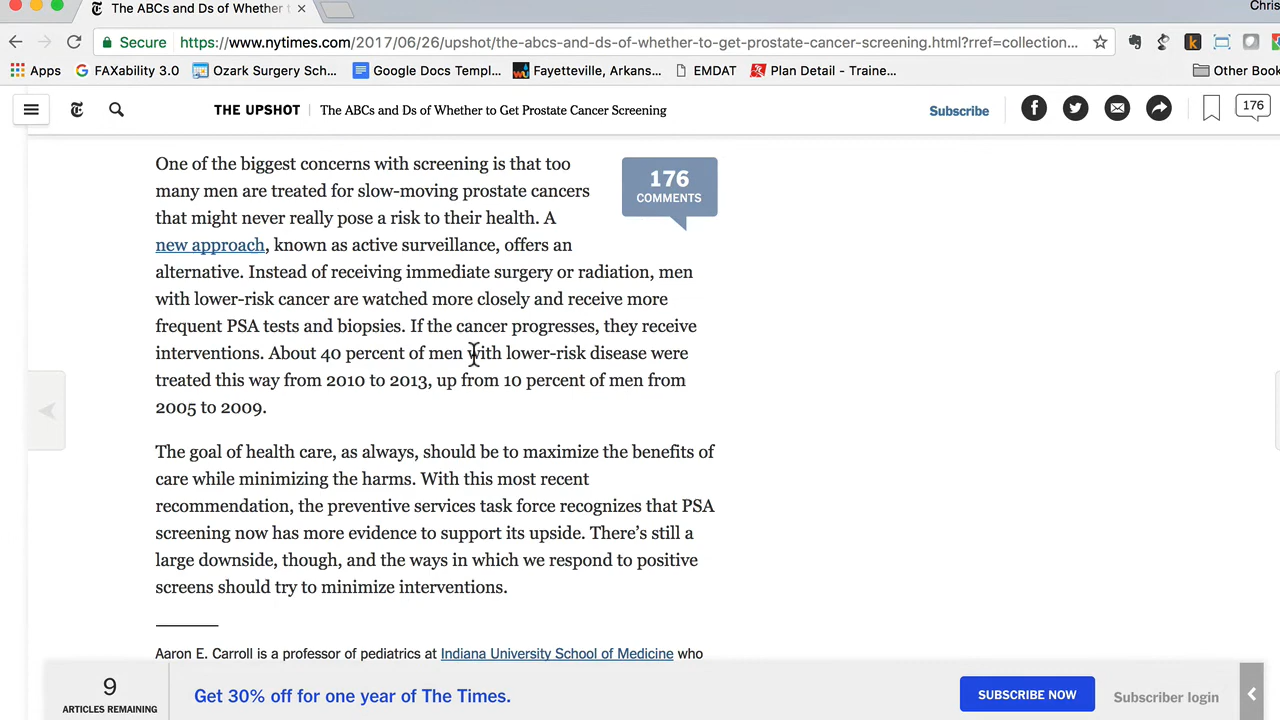 The ABCs and Ds of Whether t
Chris
Secure
https://www.nytimes.com/2017/06/26/upshot/the-abcs-and-ds-of-whether-to-get-prostate-cancer-screening.html?rref=collection...
Apps
FAXability 3.0
Ozark Surgery Sch...
Google Docs Templ...
Fayetteville, Arkans...
EMDAT
Plan Detail - Traine...
Other Book
THE UPSHOT | The ABCs and Ds of Whether to Get Prostate Cancer Screening
Subscribe
176
One of the biggest concerns with screening is that too
many men are treated for slow-moving prostate cancers
that might never really pose a risk to their health. A
new approach, known as active surveillance, offers an
alternative. Instead of receiving immediate surgery or radiation, men
with lower-risk cancer are watched more closely and receive more
frequent PSA tests and biopsies. If the cancer progresses, they receive
interventions. About 40 percent of men with lower-risk disease were
treated this way from 2010 to 2013, up from 10 percent of men from
2005 to 2009.
176
COMMENTS
The goal of health care, as always, should be to maximize the benefits of
care while minimizing the harms. With this most recent
recommendation, the preventive services task force recognizes that PSA
screening now has more evidence to support its upside. There's still a
large downside, though, and the ways in which we respond to positive
screens should try to minimize interventions.
Aaron E. Carroll is a professor of pediatrics at Indiana University School of Medicine who
9
ARTICLES REMAINING
Get 30% off for one year of The Times.
SUBSCRIBE NOW
Subscriber login